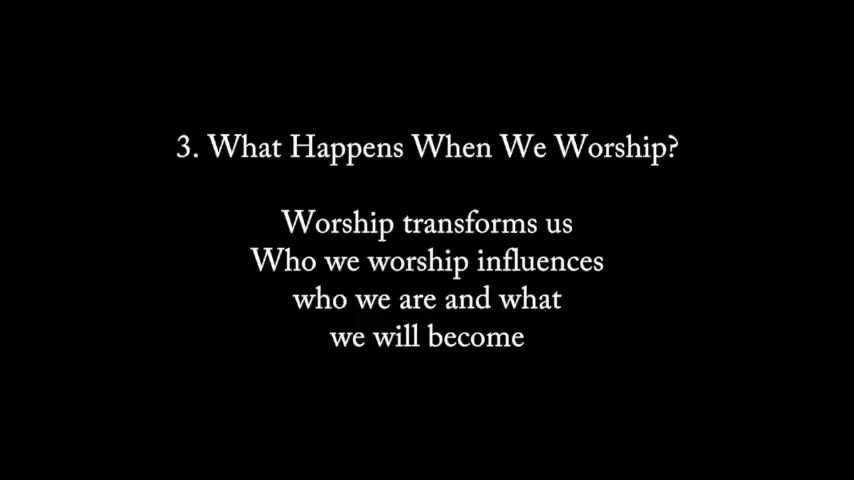 3. What Happens When We Worship?
Worship transforms us
Who we worship influences
who we are and what
we will become